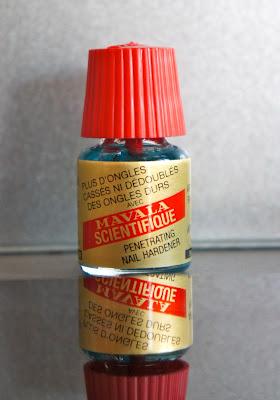 PLUS D'ONGLES
CASSÉS NI DÉDOUBLÉS
DES ONGLES DURS
AVEC
MAVALA
SCIENTIFIQUE
PENETRATING
NAIL HARDENER